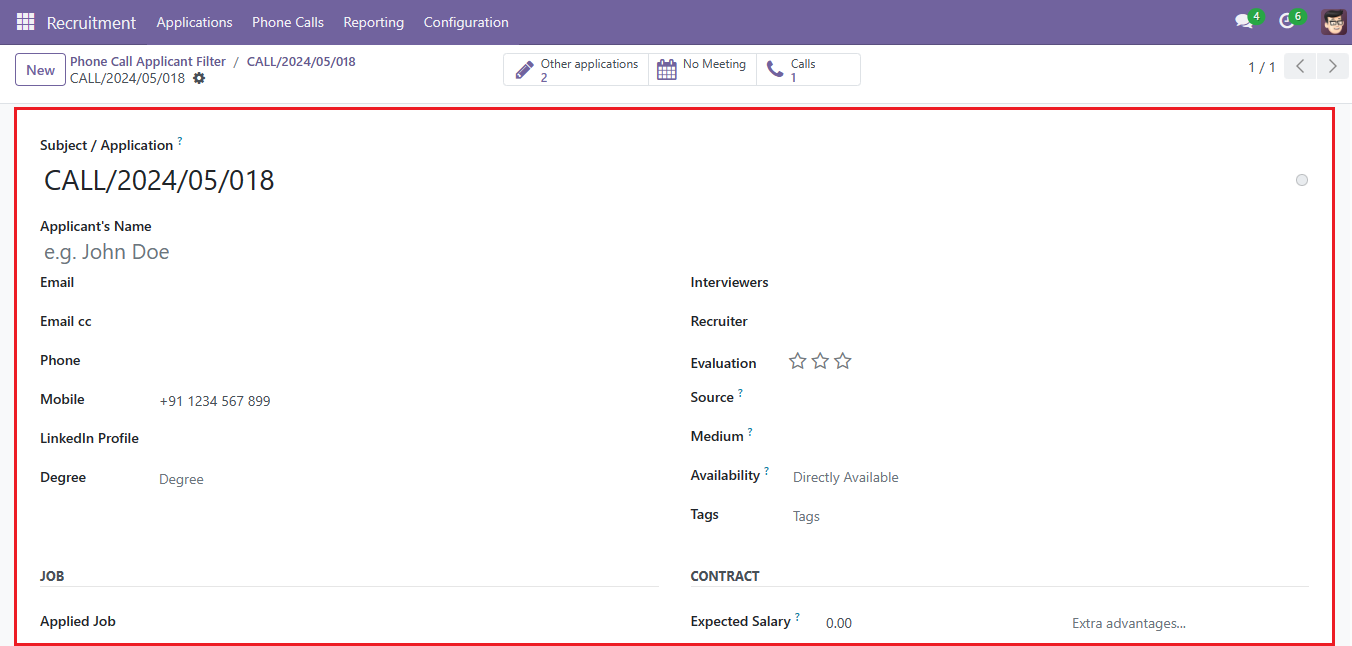 Recruitment Applications Phone Calls Reporting Configuration 4 6
New Phone Call Applicant Filter / CALL/2024/05/018
CALL/2024/05/018
Other applications 2
No Meeting
Calls 1
1 / 1
Subject / Application ?
CALL/2024/05/018
Applicant's Name
e.g. John Doe
Email
Email cc
Phone
Mobile +91 1234 567 899
LinkedIn Profile
Degree Degree
Interviewers
Recruiter
Evaluation
Source ?
Medium ?
Availability ? Directly Available
Tags Tags
JOB
Applied Job
CONTRACT
Expected Salary ? 0.00 Extra advantages...